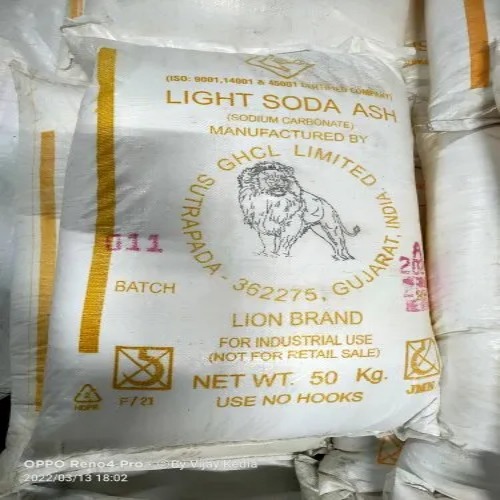 (ISO: 9001,14001 & 45001 CERTIFIED COMPANY)
LIGHT SODA ASH
(SODIUM CARBONATE)
MANUFACTURED BY
GHCL LIMITED,
SUTRAPADA - 362275, GUJARAT, INDIA.
011
BATCH
LION BRAND
FOR INDUSTRIAL USE
(NOT FOR RETAIL SALE)
NET WT. 50 Kg.
USE NO HOOKS
HDPE
P/21
JMN
OPPO Reno4 Pro · © By Vijay Kedia
2022/03/13 18:02